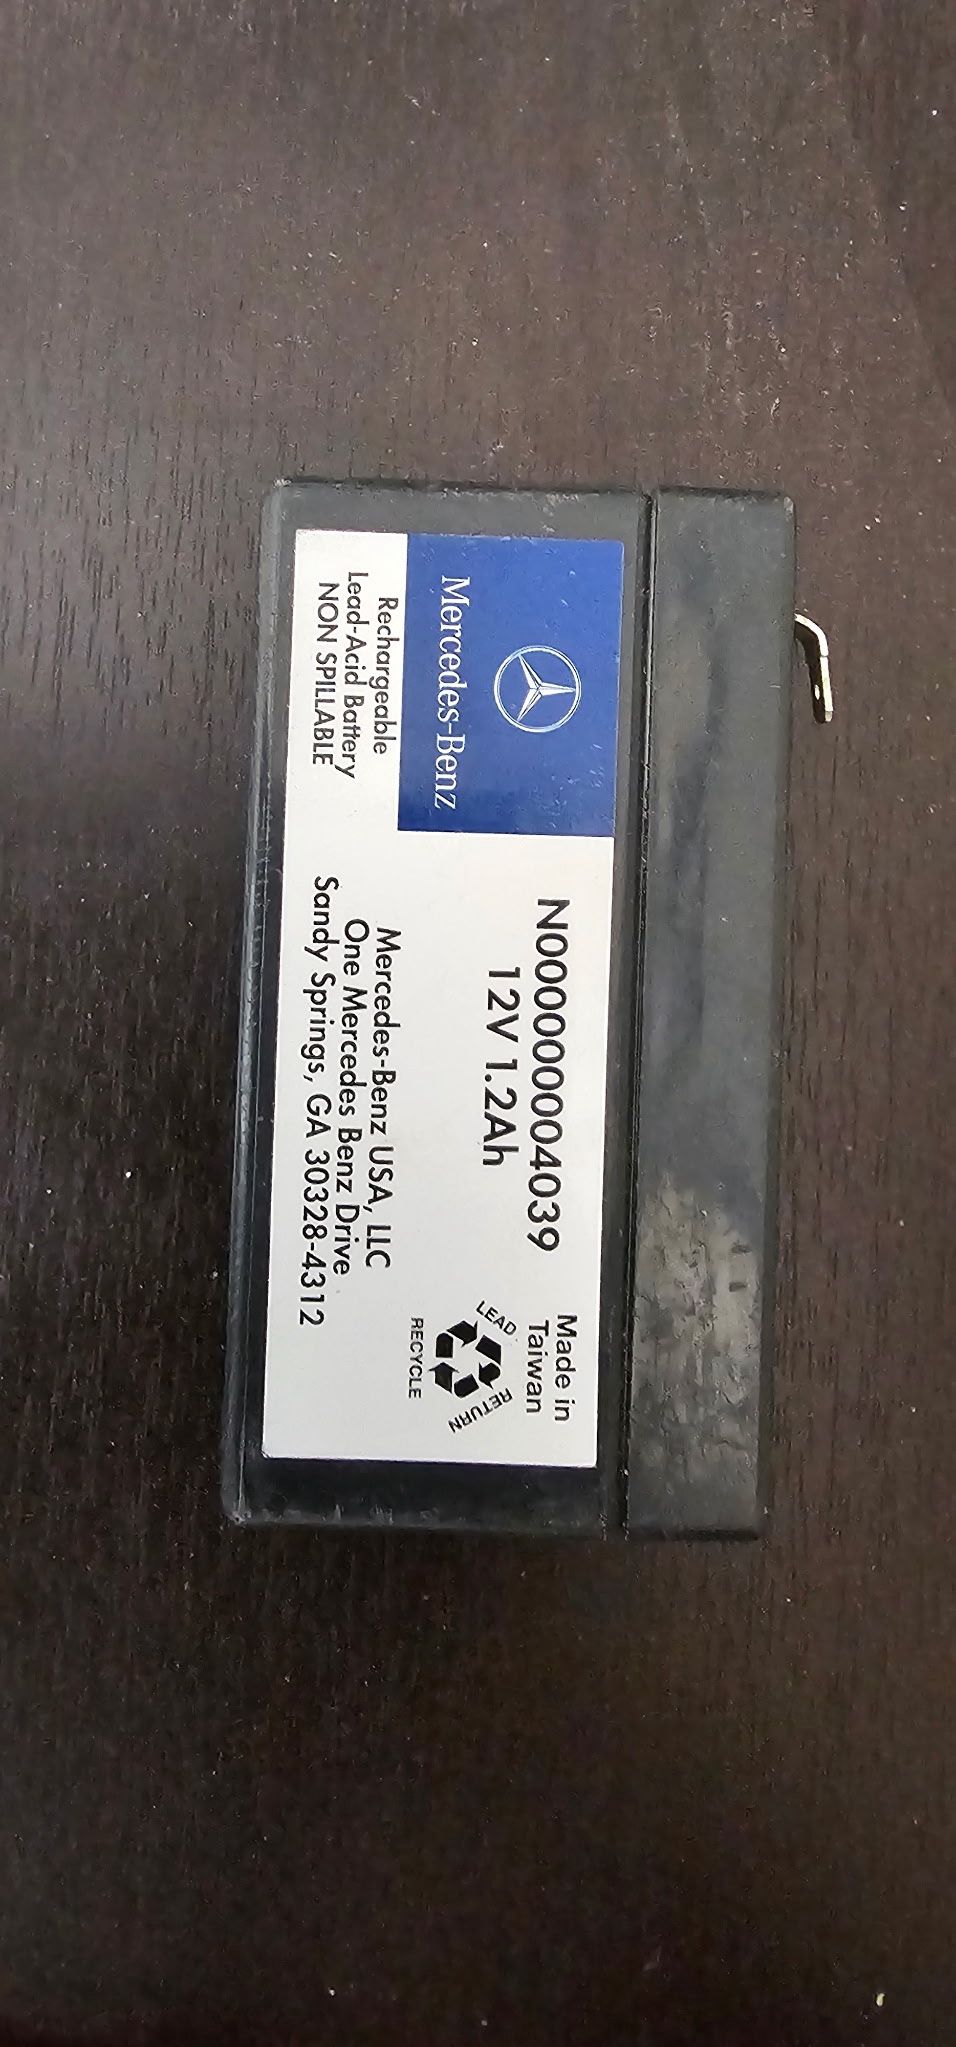 Mercedes-Benz
Rechargeable
Lead-Acid Battery
NON SPILLABLE
N000000004039
12V 1.2Ah
Mercedes-Benz USA, LLC
One Mercedes Benz Drive
Sandy Springs, GA 30328-4312
Made in
Taiwan
LEAD
RETURN
RECYCLE